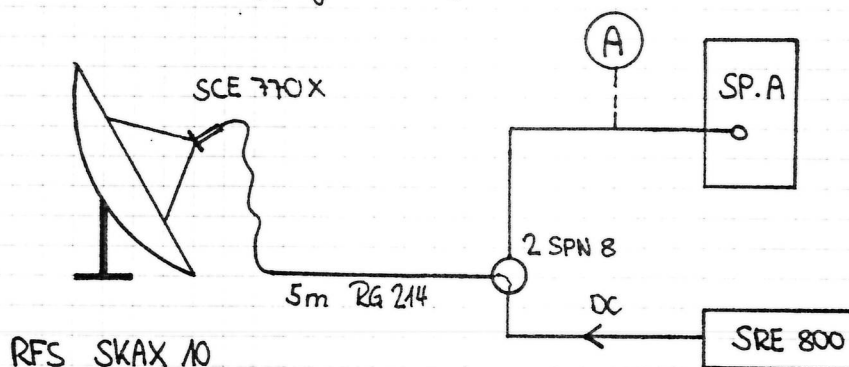 A
SCE 770X
SP.A
2 SPN 8
5m RG 214
DC
SRE 800
RFS SKAX 10